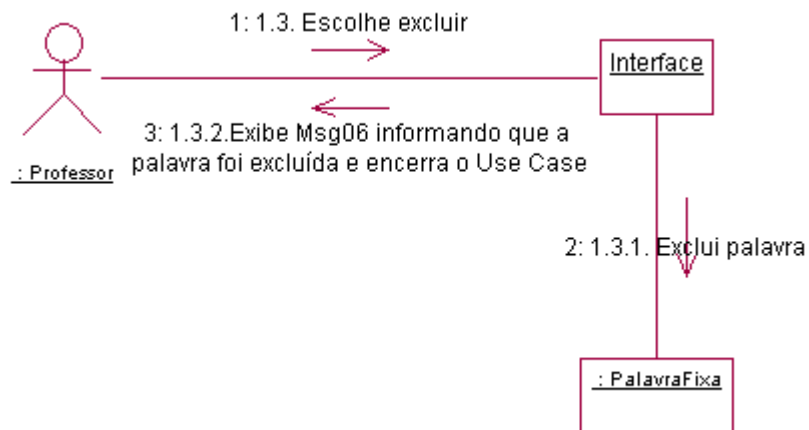 1: 1.3. Escolhe excluir
Interface
3: 1.3.2.Exibe Msg06 informando que a
palavra foi excluída e encerra o Use Case
: Professor
2: 1.3.1. Exclui palavra
: PalavraFixa